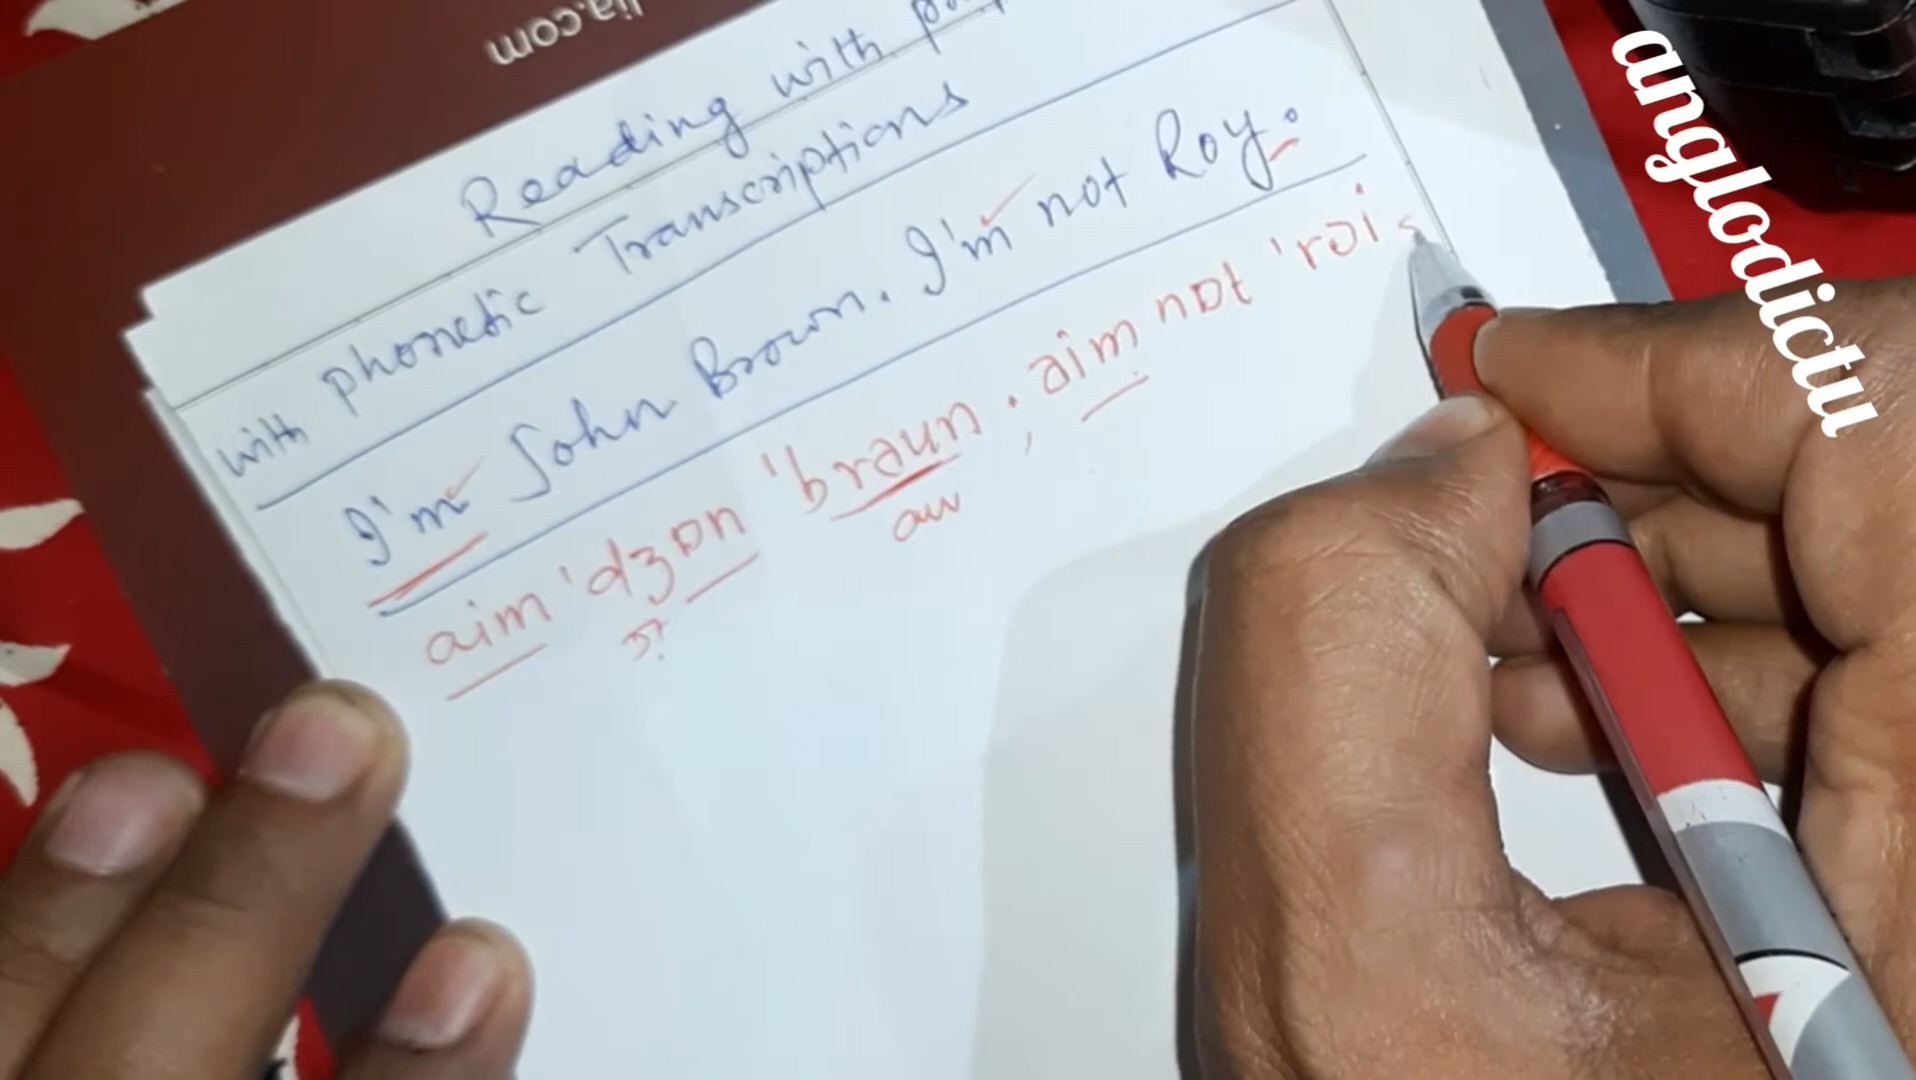 lia.com
Reading with
with phonetic Transcriptions
I'm John Brown. I'm not Roy.
aim 'dʒɒn 'braun. aim nɒt 'rɔi
au
anglodictu